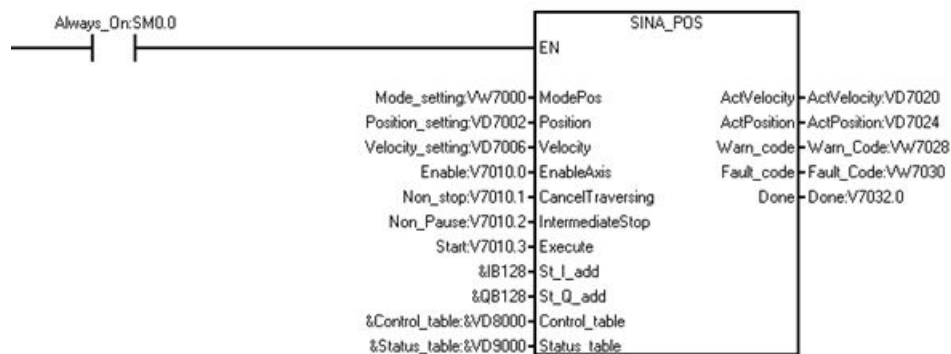 Always_On:SM0.0
SINA_POS
EN
Mode_setting:VW7000 ModePos ActVelocity ActVelocity:VD7020
Position_setting:VD7002 Position ActPosition ActPosition:VD7024
Velocity_setting:VD7006 Velocity Warn_code Warn_Code:VW7028
Enable:V7010.0 EnableAxis Fault_code Fault_Code:VW7030
Non_stop:V7010.1 CancelTraversing Done Done:V7032.0
Non_Pause:V7010.2 IntermediateStop
Start:V7010.3 Execute
&IB128 St_I_add
&QB128 St_Q_add
&Control_table:&VD8000 Control_table
&Status_table:&VD9000 Status_table